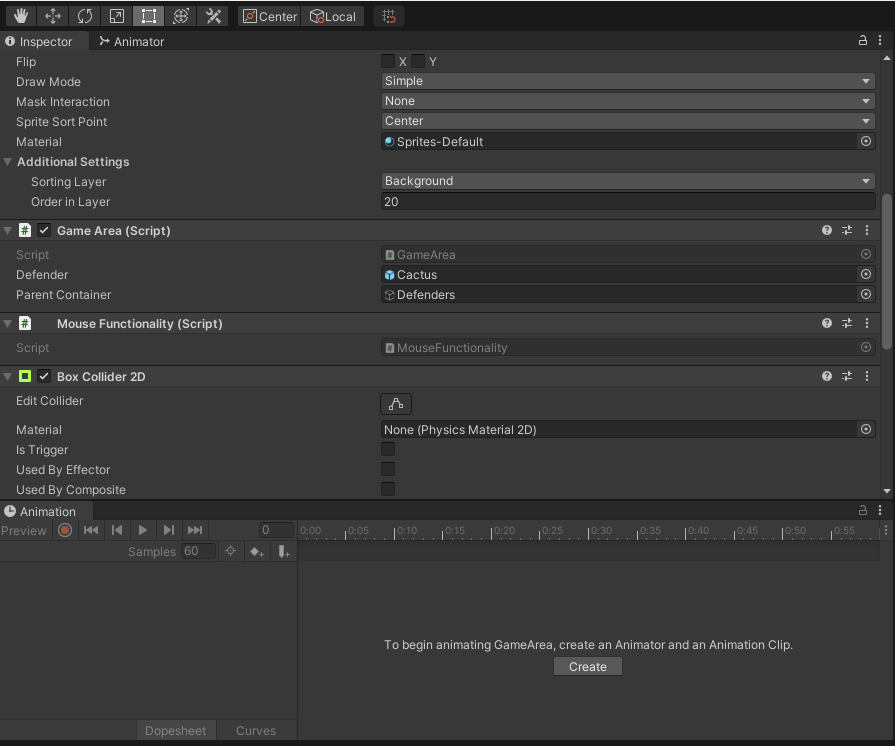 Center Local
Inspector Animator
Flip X Y
Draw Mode Simple
Mask Interaction None
Sprite Sort Point Center
Material Sprites-Default
Additional Settings
Sorting Layer Background
Order in Layer 20
# Game Area (Script)
Script # GameArea
Defender Cactus
Parent Container Defenders
# Mouse Functionality (Script)
Script # MouseFunctionality
Box Collider 2D
Edit Collider
Material None (Physics Material 2D)
Is Trigger
Used By Effector
Used By Composite
Animation
Preview 0 0:00 0:05 0:10 0:15 0:20 0:25 0:30 0:35 0:40 0:45 0:50 0:55
Samples 60
To begin animating GameArea, create an Animator and an Animation Clip.
Create
Dopesheet Curves